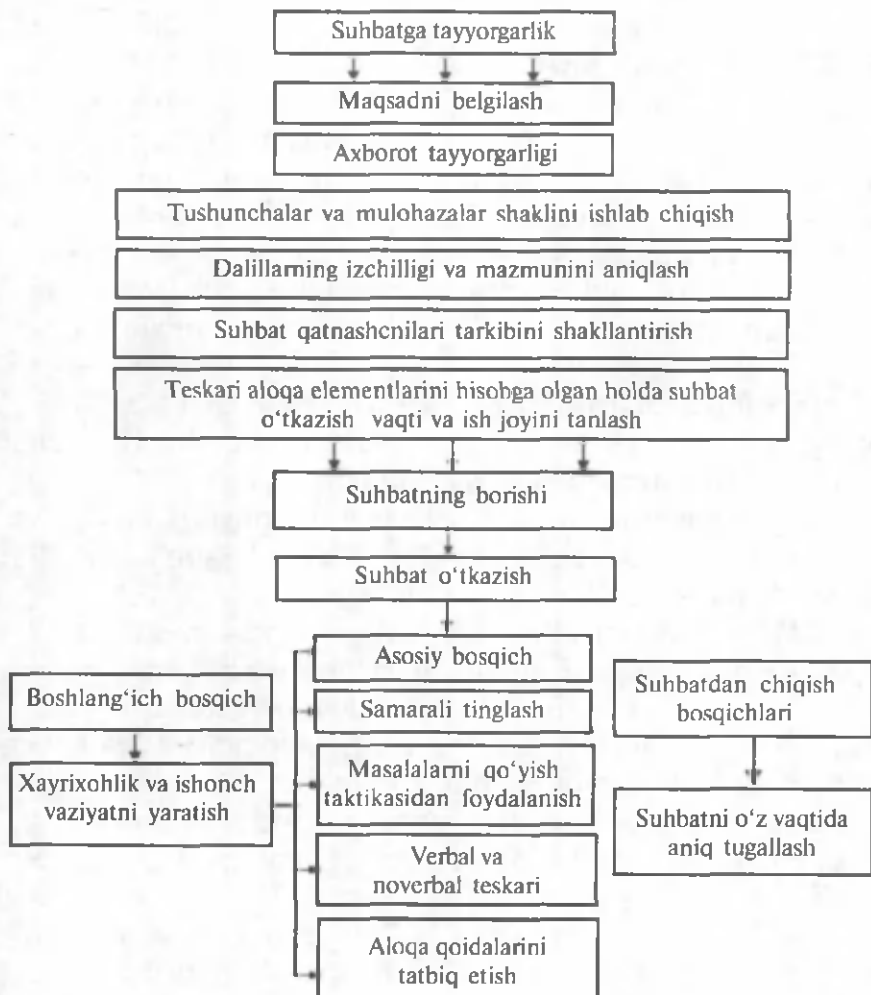 Suhbatga tayyorgarlik
Maqsadni belgilash
Axborot tayyorgarligi
Tushunchalar va mulohazalar shaklini ishlab chiqish
Dalillarning izchilligi va mazmunini aniqlash
Suhbat qatnashcnilari tarkibini shakllantirish
Teskari aloqa elementlarini hisobga olgan holda suhbat
o‘tkazish vaqti va ish joyini tanlash
Suhbatning borishi
Suhbat o‘tkazish
Boshlang‘ich bosqich
Xayrixohlik va ishonch
vaziyatni yaratish
Asosiy bosqich
Samarali tinglash
Masalalarni qo‘yish
taktikasidan foydalanish
Verbal va
noverbal teskari
Aloqa qoidalarini
tatbiq etish
Suhbatdan chiqish
bosqichlari
Suhbatni o‘z vaqtida
aniq tugallash